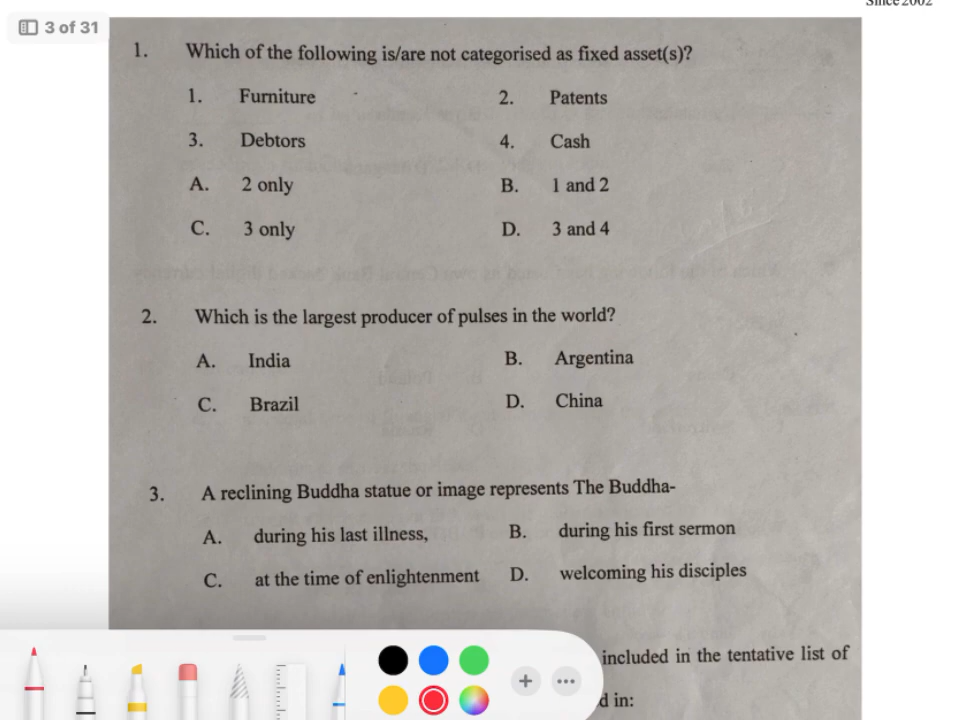 Since 2002
3 of 31
1. Which of the following is/are not categorised as fixed asset(s)?
1. Furniture 2. Patents
3. Debtors 4. Cash
A. 2 only B. 1 and 2
C. 3 only D. 3 and 4
2. Which is the largest producer of pulses in the world?
A. India B. Argentina
C. Brazil D. China
3. A reclining Buddha statue or image represents The Buddha-
A. during his last illness, B. during his first sermon
C. at the time of enlightenment D. welcoming his disciples
included in the tentative list of
d in: